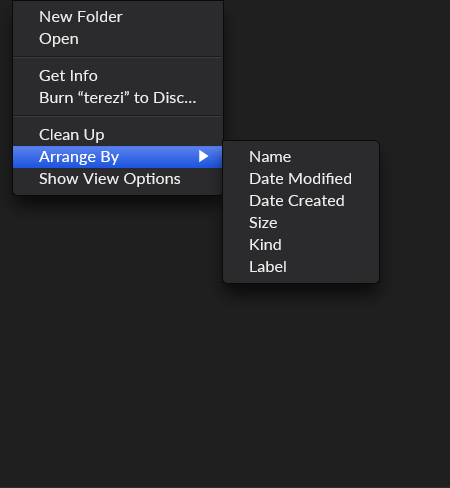 New Folder
Open
Get Info
Burn “terezi” to Disc...
Clean Up
Arrange By
Show View Options
Name
Date Modified
Date Created
Size
Kind
Label